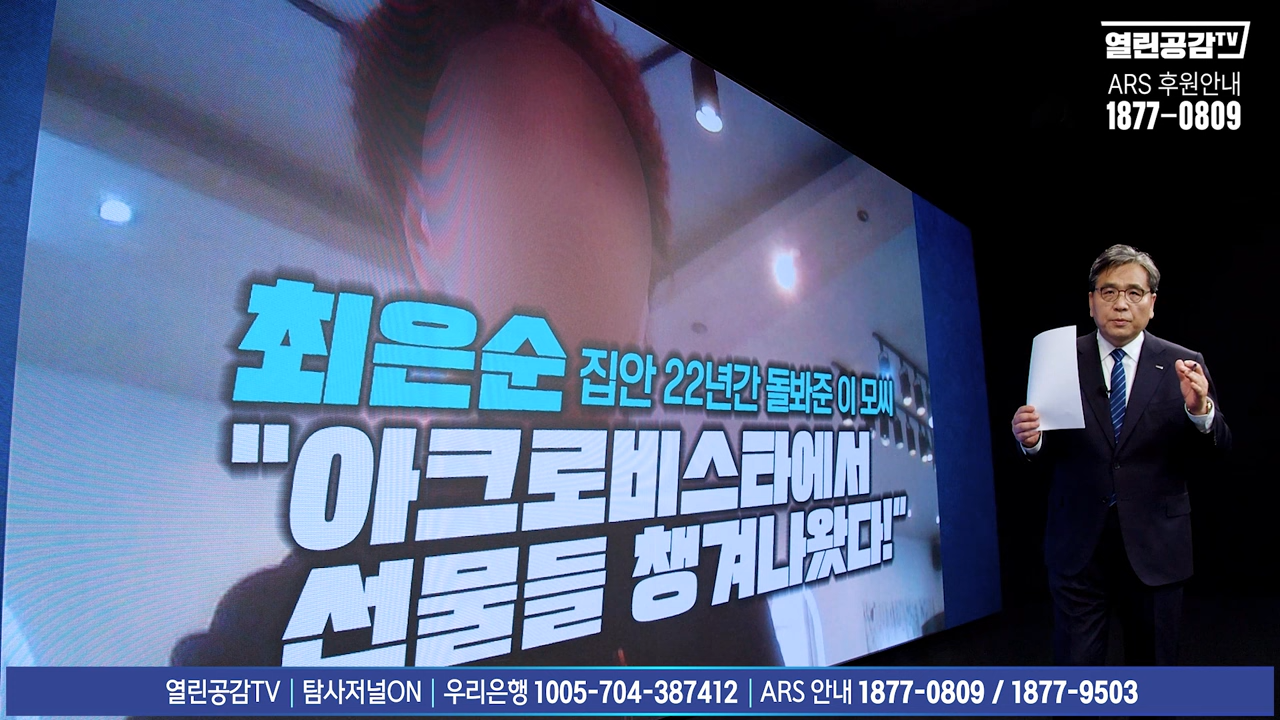 열린공감TV
ARS 후원안내
1877-0809
최은순 집안 22년간 돌봐준 이 모씨
"아크로비스타에서
선물들 챙겨나왔다!"
열린공감TV | 탐사저널ON | 우리은행 1005-704-387412 | ARS 안내 1877-0809 / 1877-9503